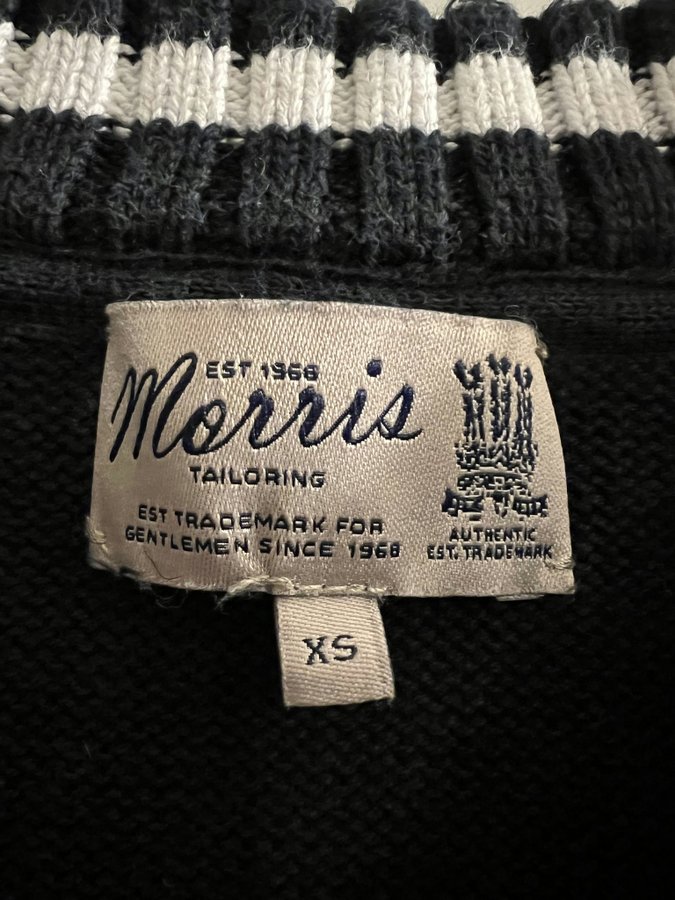 EST 1968
Morris
TAILORING
EST TRADEMARK FOR
GENTLEMEN SINCE 1968
AUTHENTIC
EST. TRADEMARK
XS